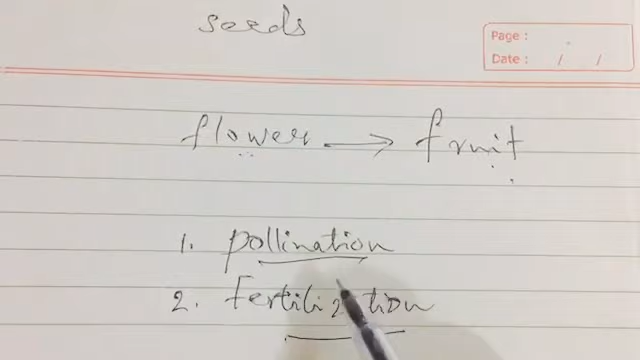 seeds
Page :
Date : / /
flower → fruit
1. pollination
2. Fertilization